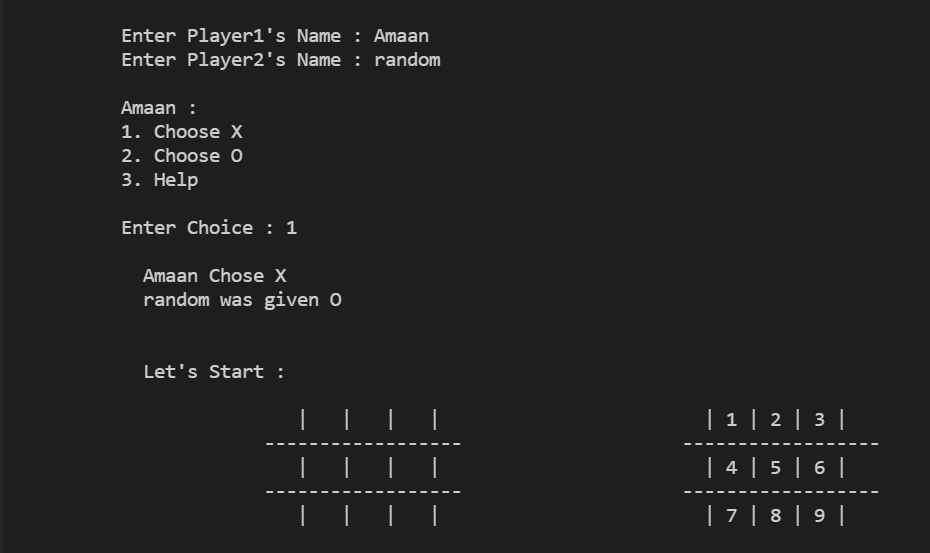 Enter Player1's Name : Amaan
Enter Player2's Name : random
Amaan :
1. Choose X
2. Choose O
3. Help
Enter Choice : 1
Amaan Chose X
random was given O
Let's Start :
|   |   |   |                        | 1 | 2 | 3 |
------------------                    ------------------
|   |   |   |                        | 4 | 5 | 6 |
------------------                    ------------------
|   |   |   |                        | 7 | 8 | 9 |